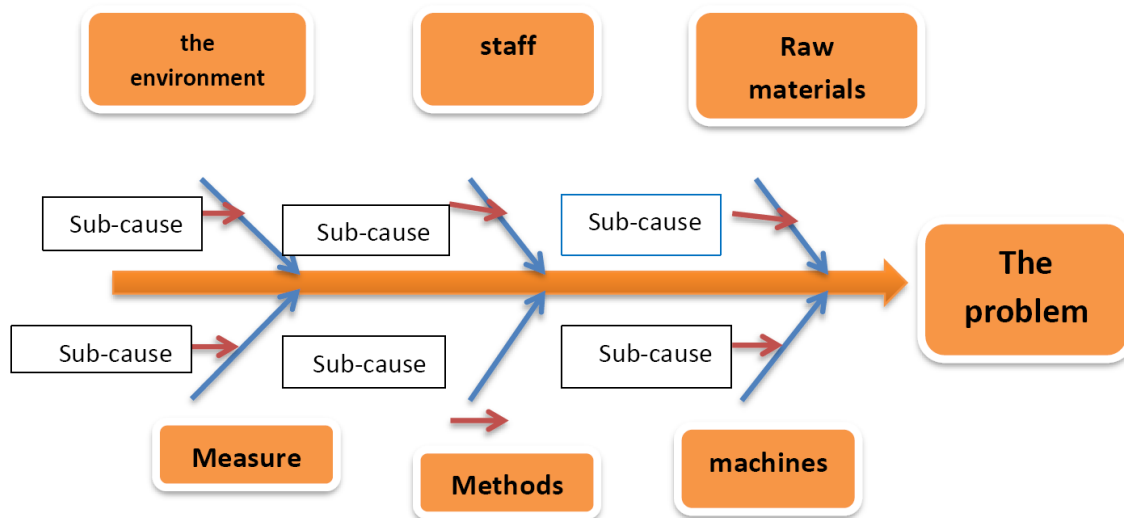 the
environment
staff
Raw
materials
Sub-cause
Sub-cause
Sub-cause
The
problem
Sub-cause
Sub-cause
Sub-cause
Measure
Methods
machines